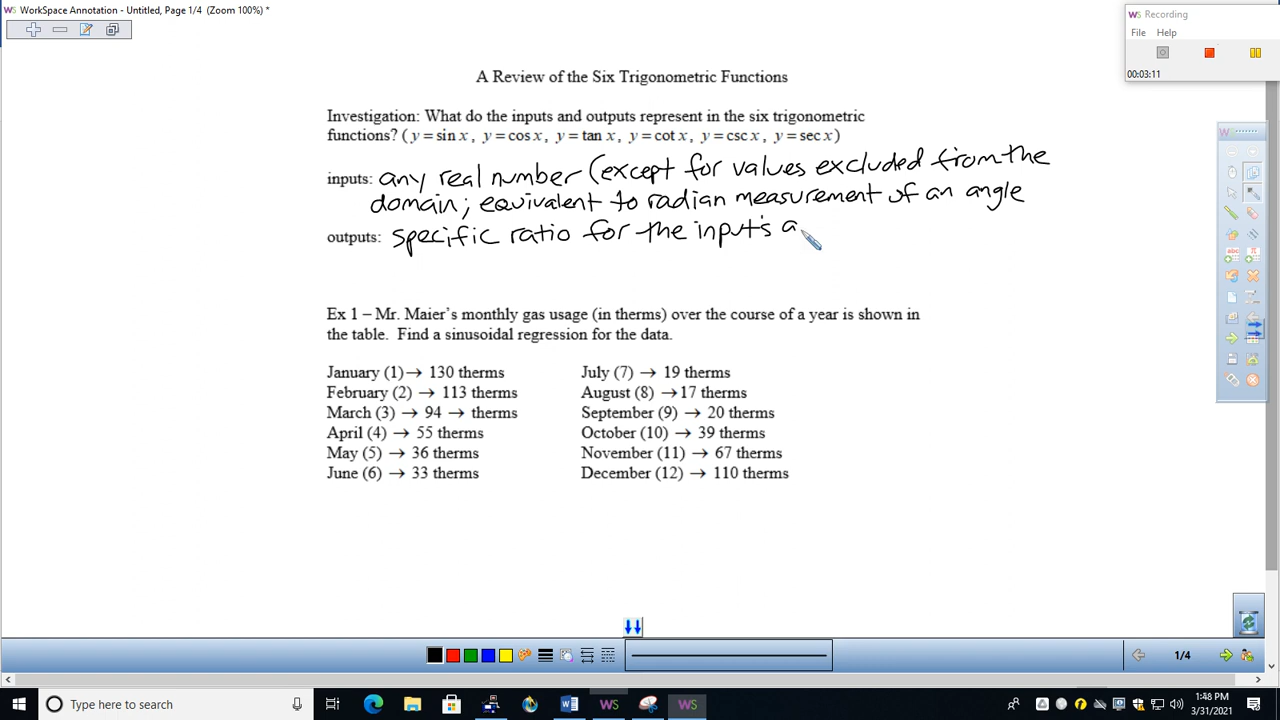 WorkSpace Annotation - Untitled, Page 1/4 (Zoom 100%) *
Recording
File Help
00:03:11
A Review of the Six Trigonometric Functions
Investigation: What do the inputs and outputs represent in the six trigonometric
functions? ( y = sin x , y = cos x , y = tan x , y = cot x , y = csc x , y = sec x )
inputs: any real number (except for values excluded from the
domain; equivalent to radian measurement of an angle
outputs: specific ratio for the input's a
Ex 1 – Mr. Maier's monthly gas usage (in therms) over the course of a year is shown in
the table. Find a sinusoidal regression for the data.
January (1)→ 130 therms
February (2) → 113 therms
March (3) → 94 → therms
April (4) → 55 therms
May (5) → 36 therms
June (6) → 33 therms
July (7) → 19 therms
August (8) →17 therms
September (9) → 20 therms
October (10) → 39 therms
November (11) → 67 therms
December (12) → 110 therms
1/4
Type here to search
1:48 PM
3/31/2021